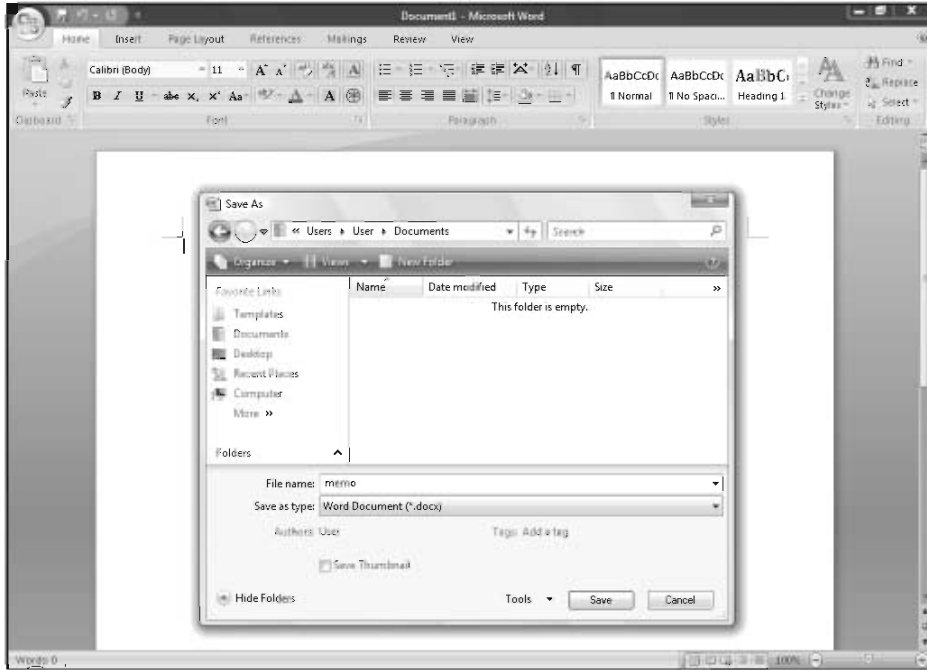 Document1 - Microsoft Word
Home Insert Page Layout References Mailings Review View
Calibri (Body) 11 A A
B I U abe x, x' Aa A A
Paste
AaBbCcDc AaBbCcDc AaBbC
¶ Normal ¶ No Spaci... Heading 1
Change Styles
Find
Replace
Select
Clipboard Font Paragraph Styles Editing
Save As
« Users User Documents Search
Organize Views New Folder
Favorite Links Name Date modified Type Size »
This folder is empty.
Templates
Documents
Desktop
Recent Places
Computer
More »
Folders
File name: memo
Save as type: Word Document (*.docx)
Authors: User Tags: Add a tag
Save Thumbnail
Hide Folders Tools Save Cancel
Words: 0 100%